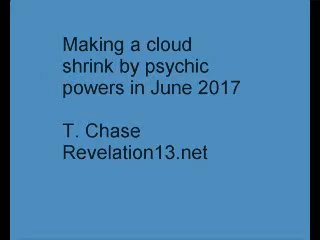 Making a cloud
shrink by psychic
powers in June 2017
T. Chase
Revelation13.net